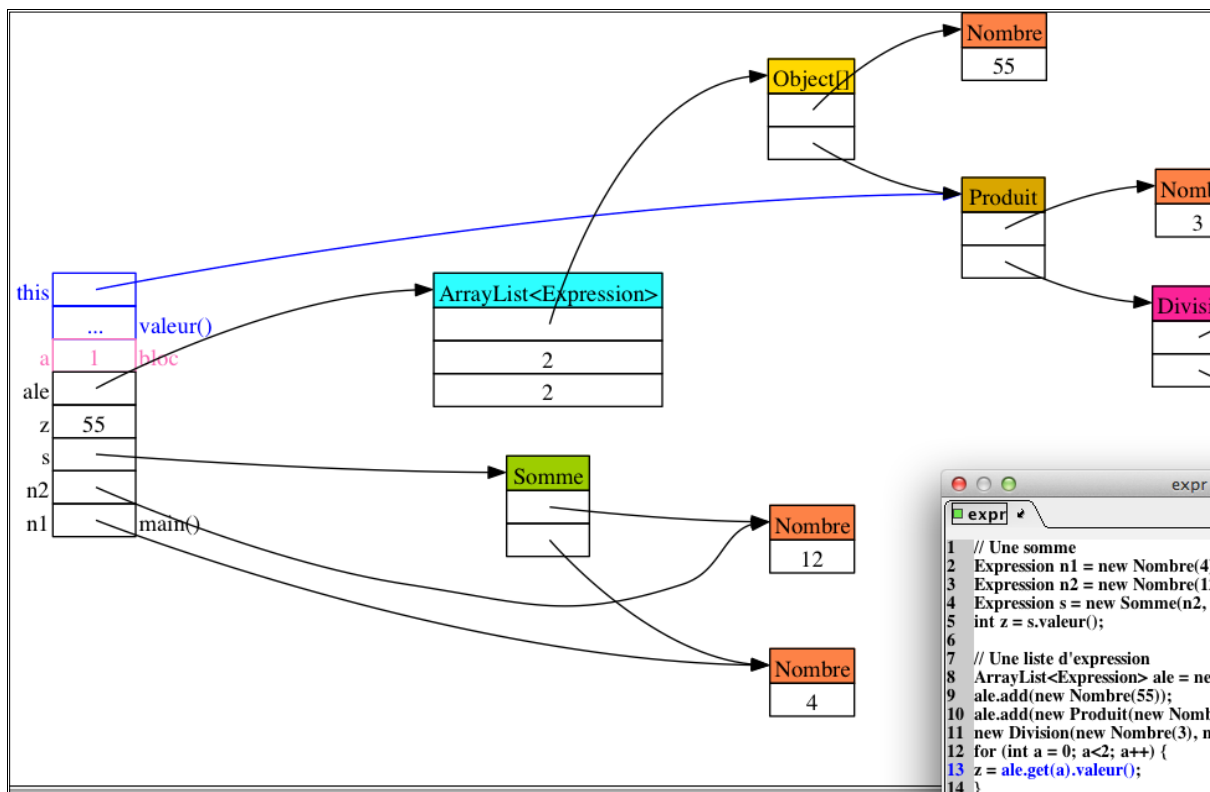 Nombre
55
Object[]
Produit
3
this
... valeur()
a 1 bloc
ale
z 55
s
n2
n1 main()
ArrayList<Expression>
2
2
Somme
Nombre
12
Nombre
4
expr
expr
1 // Une somme
2 Expression n1 = new Nombre(4
3 Expression n2 = new Nombre(1
4 Expression s = new Somme(n2,
5 int z = s.valeur();
6
7 // Une liste d'expression
8 ArrayList<Expression> ale = ne
9 ale.add(new Nombre(55));
10 ale.add(new Produit(new Nomb
11 new Division(new Nombre(3), n
12 for (int a = 0; a<2; a++) {
13 z = ale.get(a).valeur();
14 }